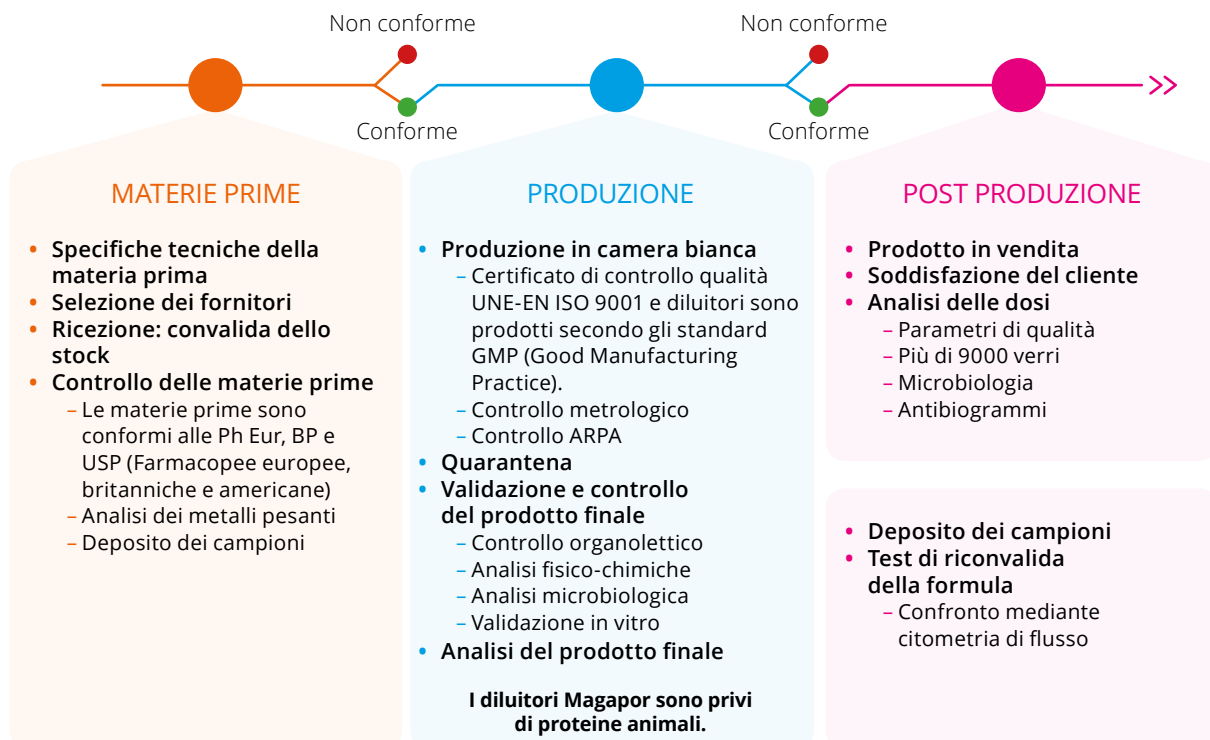 Non conforme
Non conforme
Conforme
Conforme
MATERIE PRIME
• Specifiche tecniche della
materia prima
• Selezione dei fornitori
• Ricezione: convalida dello
stock
• Controllo delle materie prime
– Le materie prime sono
conformi alle Ph Eur, BP e
USP (Farmacopee europee,
britanniche e americane)
– Analisi dei metalli pesanti
– Deposito dei campioni
PRODUZIONE
• Produzione in camera bianca
– Certificato di controllo qualità
UNE-EN ISO 9001 e diluitori sono
prodotti secondo gli standard
GMP (Good Manufacturing
Practice).
– Controllo metrologico
– Controllo ARPA
• Quarantena
• Validazione e controllo
del prodotto finale
– Controllo organolettico
– Analisi fisico-chimiche
– Analisi microbiologica
– Validazione in vitro
• Analisi del prodotto finale
I diluitori Magapor sono privi
di proteine animali.
POST PRODUZIONE
• Prodotto in vendita
• Soddisfazione del cliente
• Analisi delle dosi
– Parametri di qualità
– Più di 9000 verri
– Microbiologia
– Antibiogrammi
• Deposito dei campioni
• Test di riconvalida
della formula
– Confronto mediante
citometria di flusso